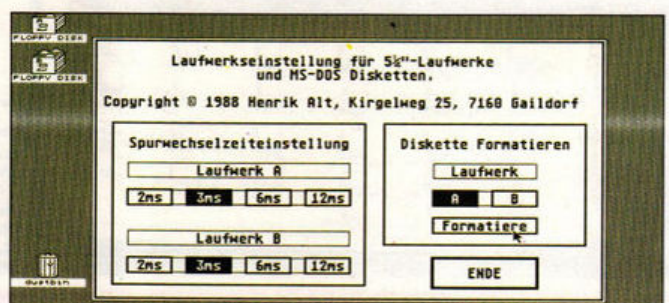 FLOPPY DISK
FLOPPY DISK
Laufwerkseinstellung für 5¼"-Laufwerke
und MS-DOS Disketten.
Copyright © 1988 Henrik Alt, Kirgelweg 25, 7160 Gaildorf
Spurwechselzeiteinstellung
Laufwerk A
2ms 3ms 6ms 12ms
Laufwerk B
2ms 3ms 6ms 12ms
Diskette Formatieren
Laufwerk
A B
Formatiere
ENDE
dustbin